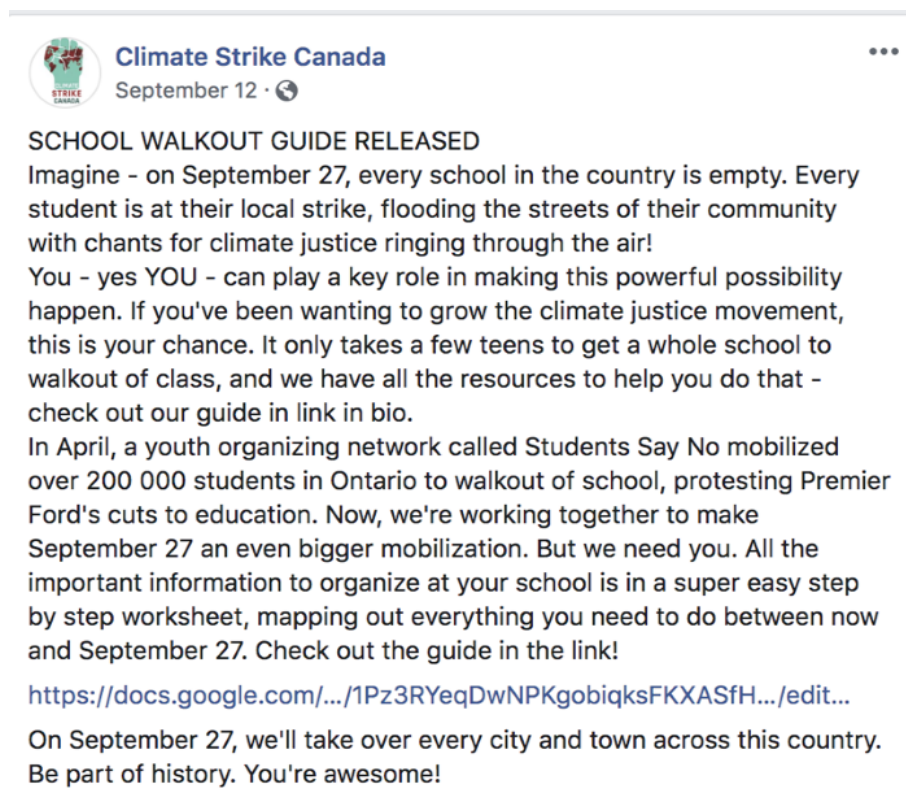 Climate Strike Canada
September 12 ·
CLIMATE
STRIKE
CANADA
SCHOOL WALKOUT GUIDE RELEASED
Imagine - on September 27, every school in the country is empty. Every
student is at their local strike, flooding the streets of their community
with chants for climate justice ringing through the air!
You - yes YOU - can play a key role in making this powerful possibility
happen. If you've been wanting to grow the climate justice movement,
this is your chance. It only takes a few teens to get a whole school to
walkout of class, and we have all the resources to help you do that -
check out our guide in link in bio.
In April, a youth organizing network called Students Say No mobilized
over 200 000 students in Ontario to walkout of school, protesting Premier
Ford's cuts to education. Now, we're working together to make
September 27 an even bigger mobilization. But we need you. All the
important information to organize at your school is in a super easy step
by step worksheet, mapping out everything you need to do between now
and September 27. Check out the guide in the link!
https://docs.google.com/.../1Pz3RYeqDwNPKgobiqksFKXASfH.../edit...
On September 27, we'll take over every city and town across this country.
Be part of history. You're awesome!